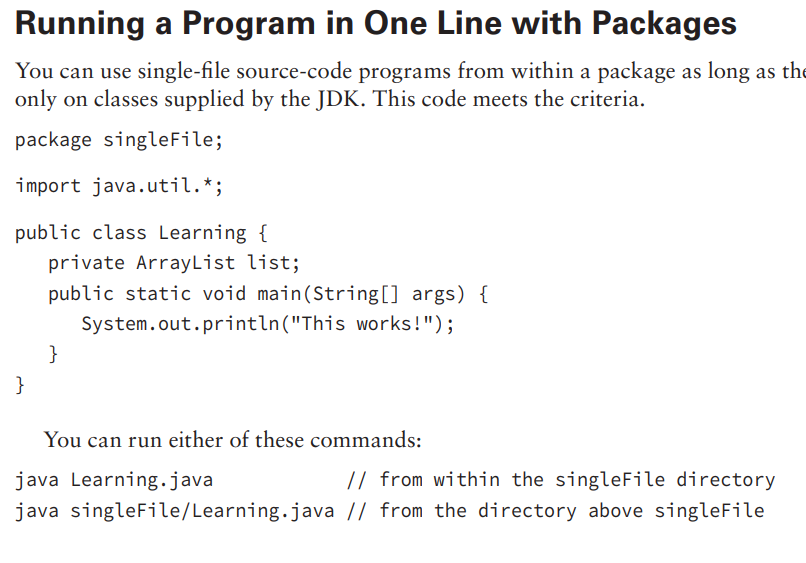 Running a Program in One Line with Packages
You can use single-file source-code programs from within a package as long as the
only on classes supplied by the JDK. This code meets the criteria.
package singleFile;
import java.util.*;
public class Learning {
   private ArrayList list;
   public static void main(String[] args) {
      System.out.println("This works!");
   }
}
You can run either of these commands:
java Learning.java            // from within the singleFile directory
java singleFile/Learning.java // from the directory above singleFile